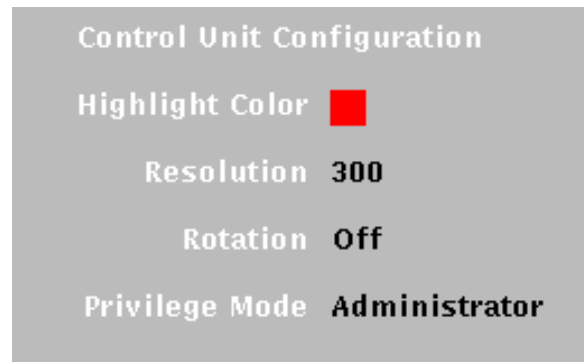 Control Unit Configuration
Highlight Color
Resolution 300
Rotation Off
Privilege Mode Administrator